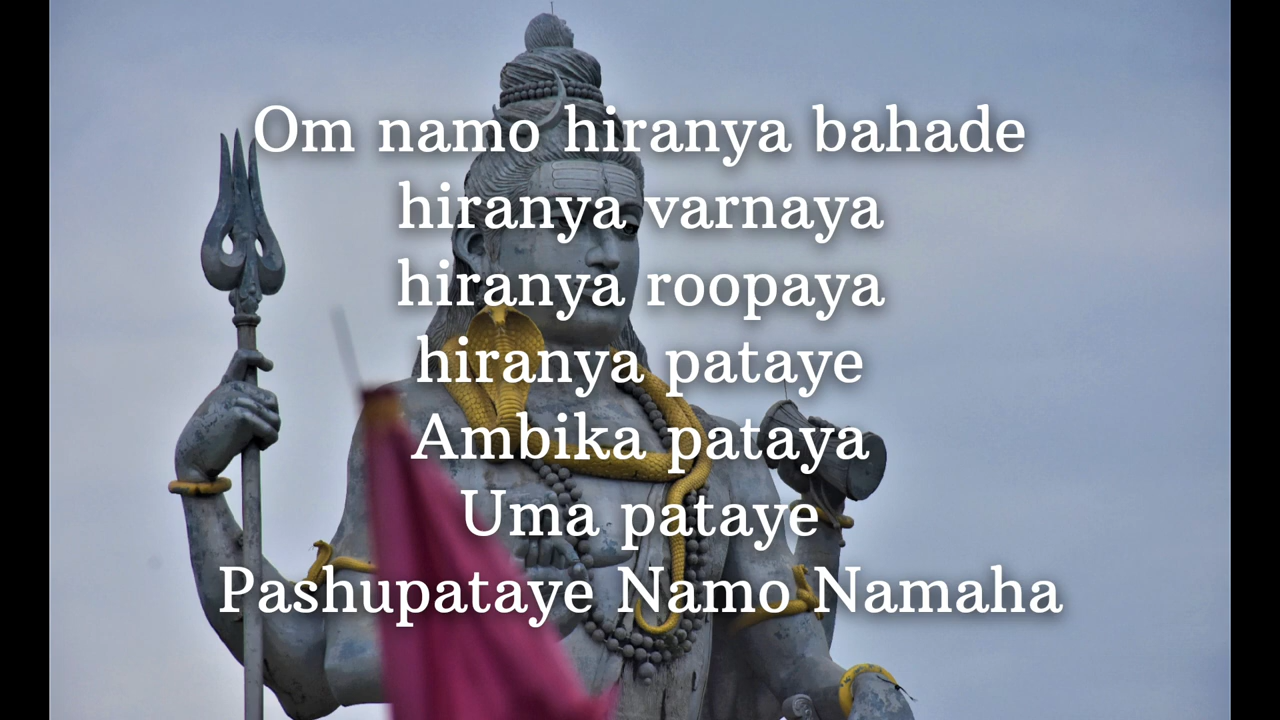 Om namo hiranya bahade
hiranya varnaya
hiranya roopaya
hiranya pataye
Ambika pataya
Uma pataye
Pashupataye Namo Namaha